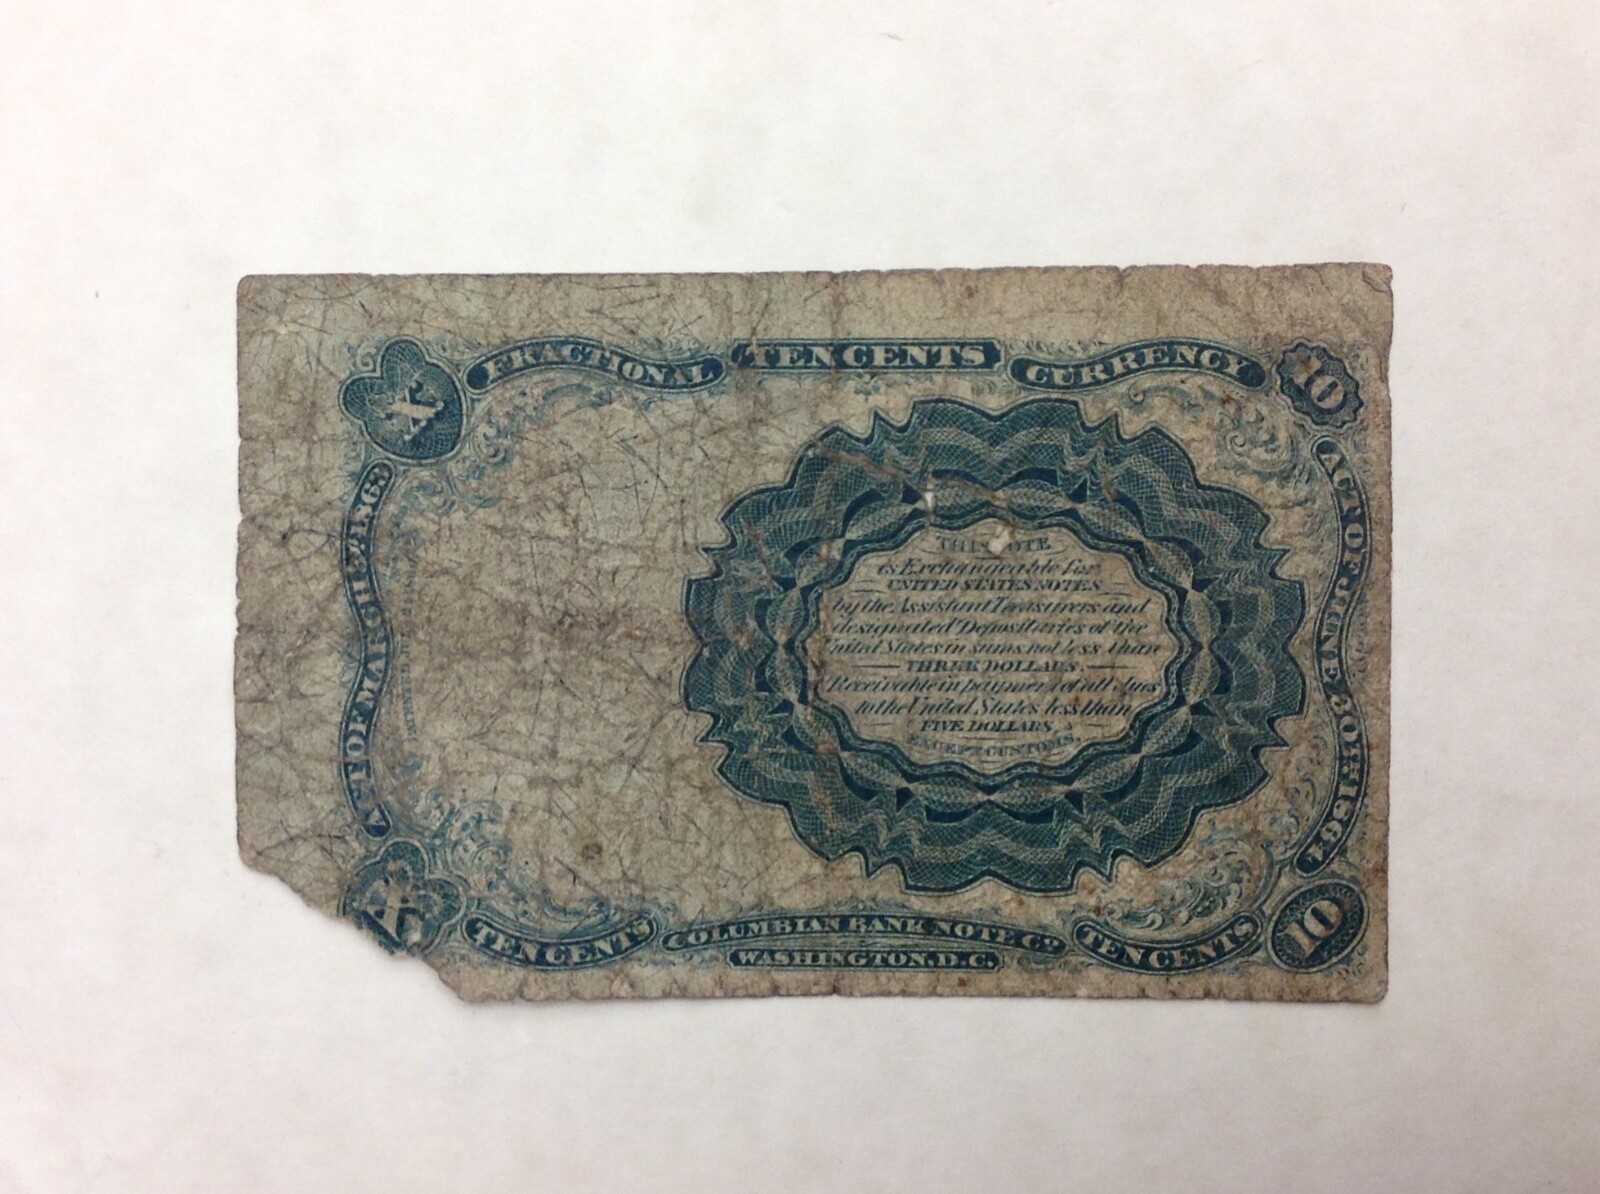 FRACTIONAL TEN CENTS CURRENCY
X
10
ACT OF MARCH 3RD 1863
ACT OF JUNE 30TH 1864
THIS NOTE
is Exchangeable for
UNITED STATES NOTES
by the Assistant Treasurers and
designated Depositaries of the
United States in sums not less than
THREE DOLLARS.
Receivable in payment of all dues
to the United States less than
FIVE DOLLARS
EXCEPT CUSTOMS.
X
10
TEN CENTS COLUMBIAN BANK NOTE CO. TEN CENTS
WASHINGTON, D.C.